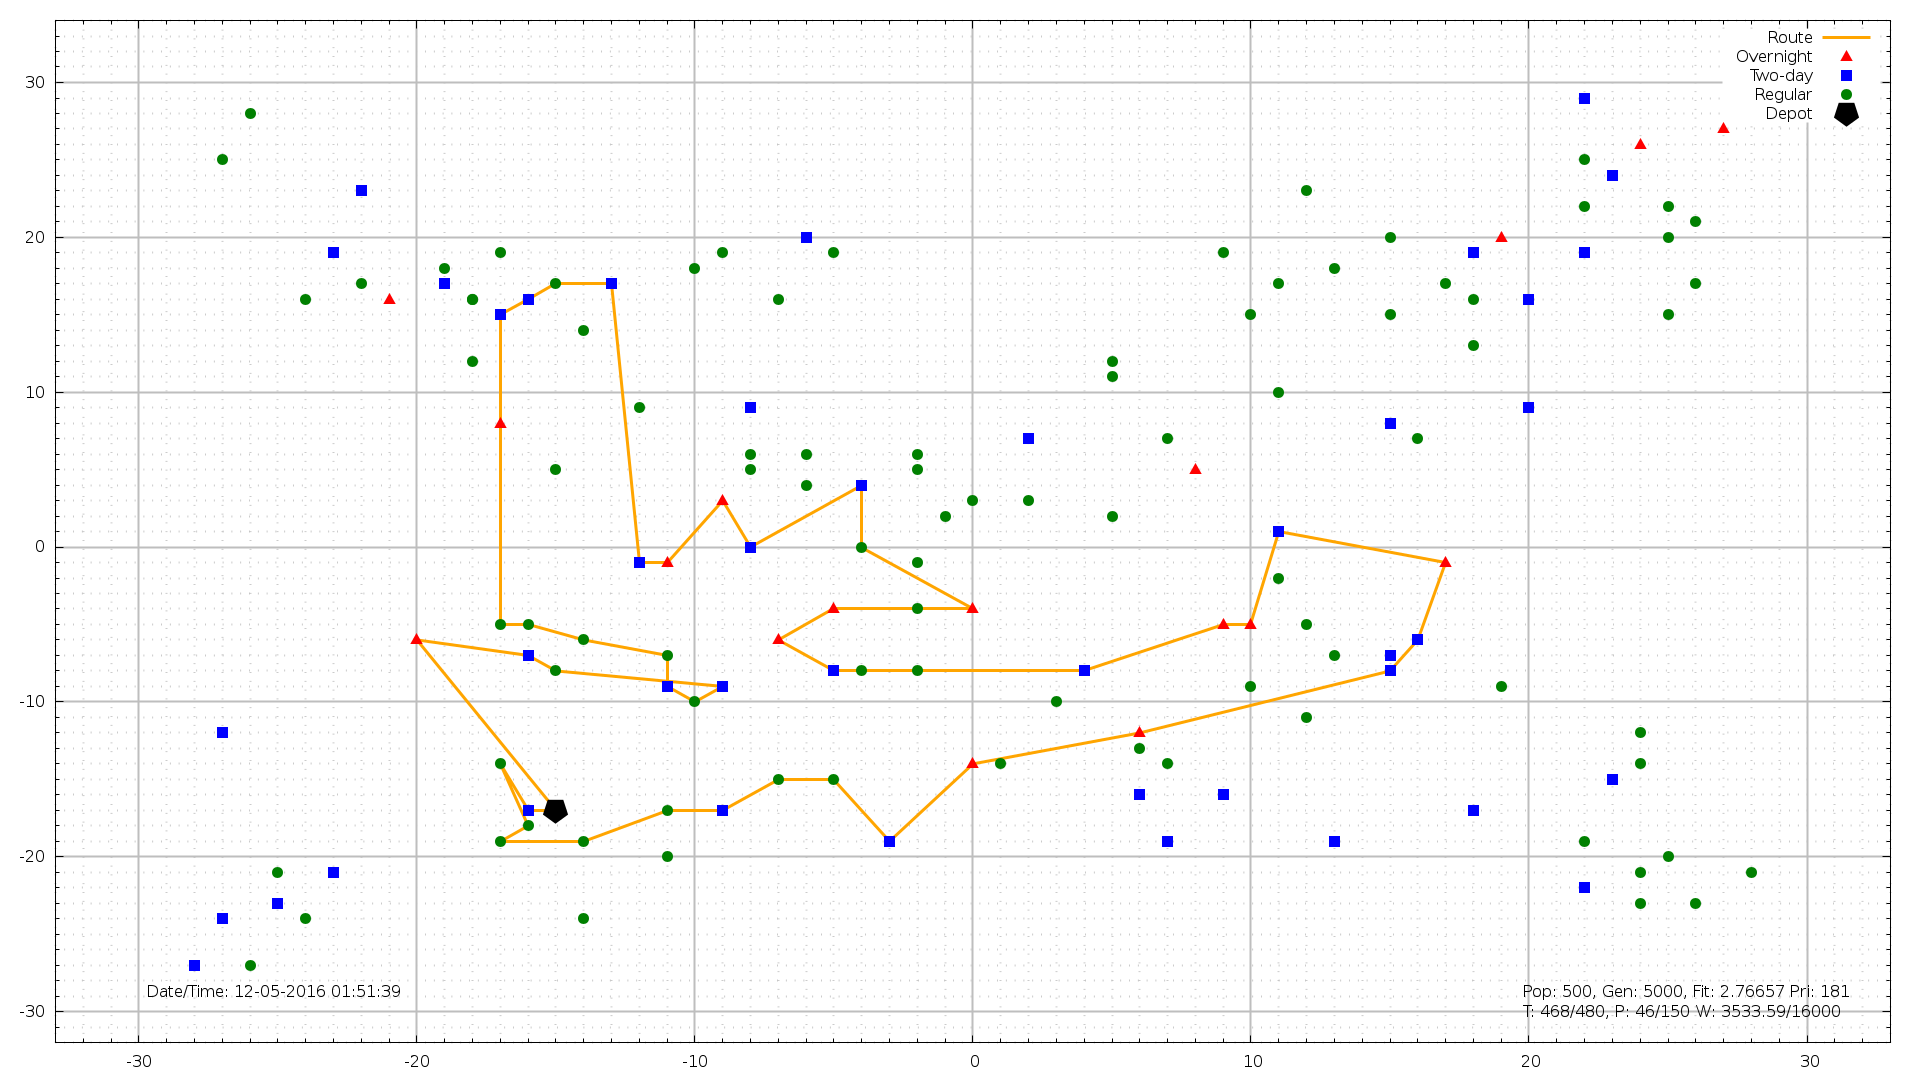 Route
Overnight
Two-day
Regular
Depot
30
20
10
0
-10
-20
-30
Date/Time: 12-05-2016 01:51:39
Pop: 500, Gen: 5000, Fit: 2.76657 Pri: 181
T: 468/480, P: 46/150 W: 3533.59/16000
-30
-20
-10
0
10
20
30